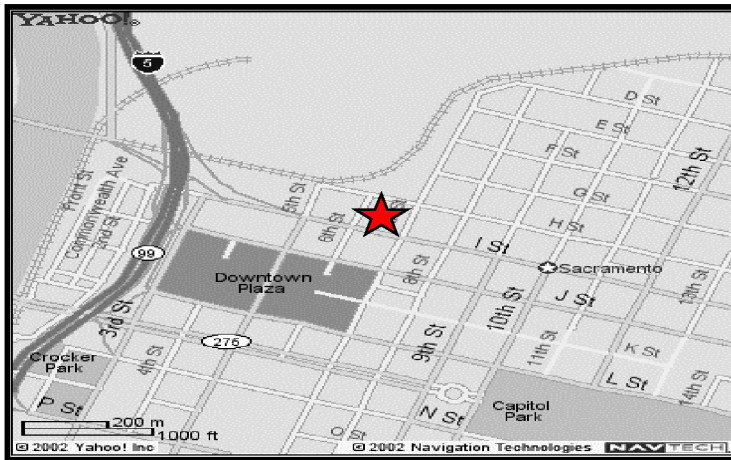 YAHOO!®
5
D St
E St
F St
12th St
G St
H St
5th St
6th St
Front St
Commonwealth Ave
2nd St
I St
99
Sacramento
Downtown
Plaza
8th St
J St
13th St
10th St
3rd St
276
4th St
9th St
11th St
K St
Crocker
Park
L St
14th St
P St
Capitol
Park
N St
200 m
1000 ft
O St
© 2002 Yahoo! Inc
© 2002 Navigation Technologies NAVTECH